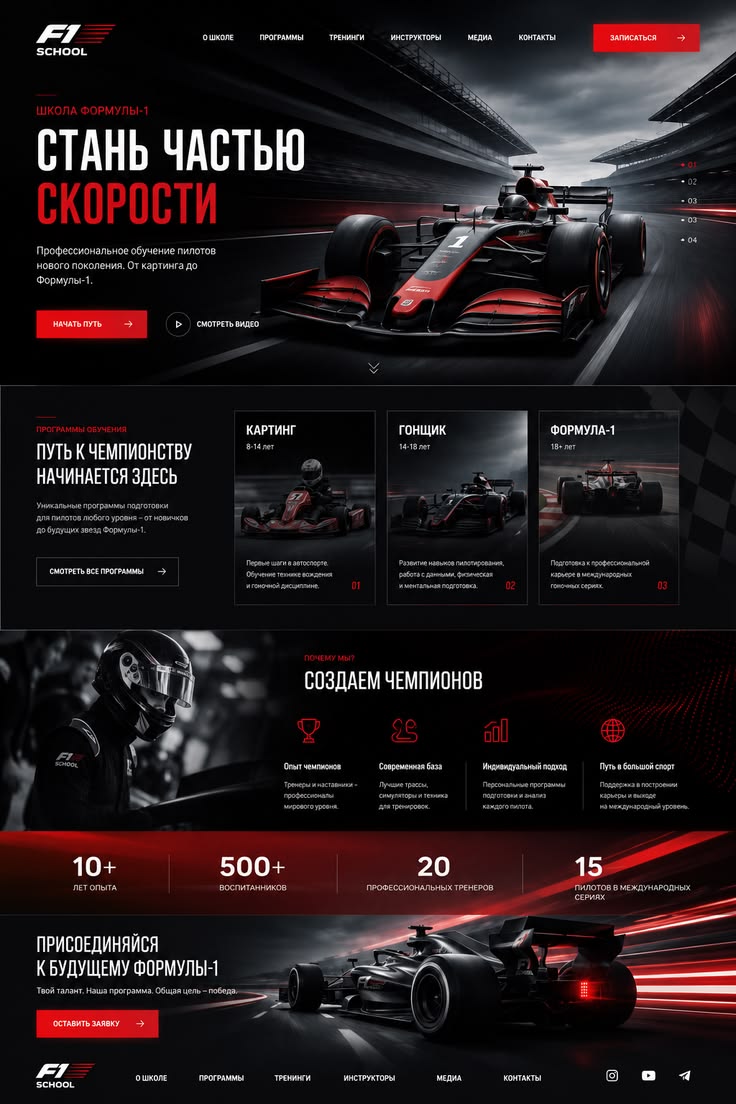 F1
SCHOOL
О ШКОЛЕ
ПРОГРАММЫ
ТРЕНИНГИ
ИНСТРУКТОРЫ
МЕДИА
КОНТАКТЫ
ЗАПИСАТЬСЯ
ШКОЛА ФОРМУЛЫ-1
СТАНЬ ЧАСТЬЮ
СКОРОСТИ
Профессиональное обучение пилотов
нового поколения. От картинга до
Формулы-1.
НАЧАТЬ ПУТЬ
СМОТРЕТЬ ВИДЕО
1
01
02
03
03
04
ПРОГРАММЫ ОБУЧЕНИЯ
ПУТЬ К ЧЕМПИОНСТВУ
НАЧИНАЕТСЯ ЗДЕСЬ
Уникальные программы подготовки
для пилотов любого уровня – от новичков
до будущих звезд Формулы-1.
СМОТРЕТЬ ВСЕ ПРОГРАММЫ
КАРТИНГ
8-14 лет
Первые шаги в автоспорте.
Обучение технике вождения
и гоночной дисциплине.
01
ГОНЩИК
14-18 лет
Развитие навыков пилотирования,
работа с данными, физическая
и ментальная подготовка.
02
ФОРМУЛА-1
18+ лет
Подготовка к профессиональной
карьере в международных
гоночных сериях.
03
F1
SCHOOL
ПОЧЕМУ МЫ?
СОЗДАЕМ ЧЕМПИОНОВ
Опыт чемпионов
Тренеры и наставники –
профессионалы
мирового уровня.
Современная база
Лучшие трассы,
симуляторы и техника
для тренировок.
Индивидуальный подход
Персональные программы
подготовки и анализ
каждого пилота.
Путь в большой спорт
Поддержка в построении
карьеры и выходе
на международный уровень.
10+
ЛЕТ ОПЫТА
500+
ВОСПИТАННИКОВ
20
ПРОФЕССИОНАЛЬНЫХ ТРЕНЕРОВ
15
ПИЛОТОВ В МЕЖДУНАРОДНЫХ
СЕРИЯХ
ПРИСОЕДИНЯЙСЯ
К БУДУЩЕМУ ФОРМУЛЫ-1
Твой талант. Наша программа. Общая цель – победа.
ОСТАВИТЬ ЗАЯВКУ
F1
SCHOOL
О ШКОЛЕ
ПРОГРАММЫ
ТРЕНИНГИ
ИНСТРУКТОРЫ
МЕДИА
КОНТАКТЫ